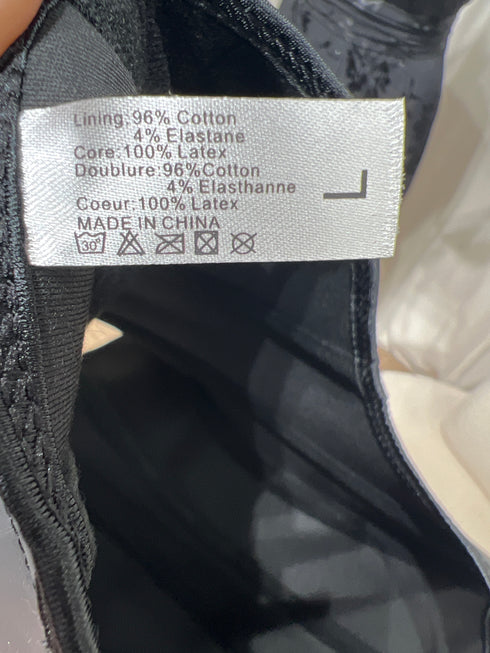 Lining:96% Cotton
4% Elastane
Core:100% Latex
Doublure:96%Cotton
4% Elasthanne
Coeur:100% Latex
MADE IN CHINA
30°
L